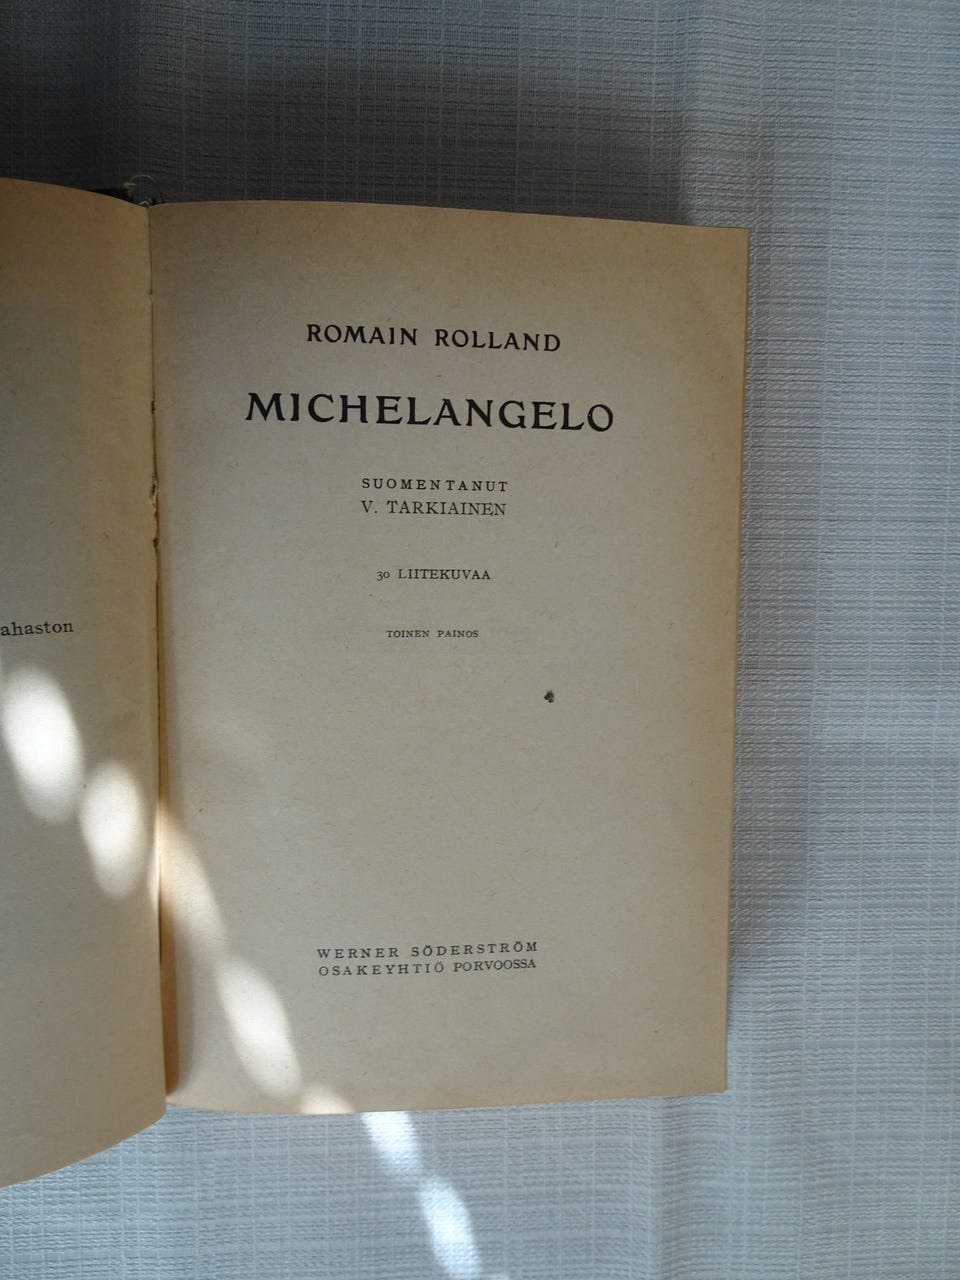 ahaston
ROMAIN ROLLAND
MICHELANGELO
SUOMENTANUT
V. TARKIAINEN
30 LIITEKUVAA
TOINEN PAINOS
WERNER SÖDERSTRÖM
OSAKEYHTIÖ PORVOOSSA